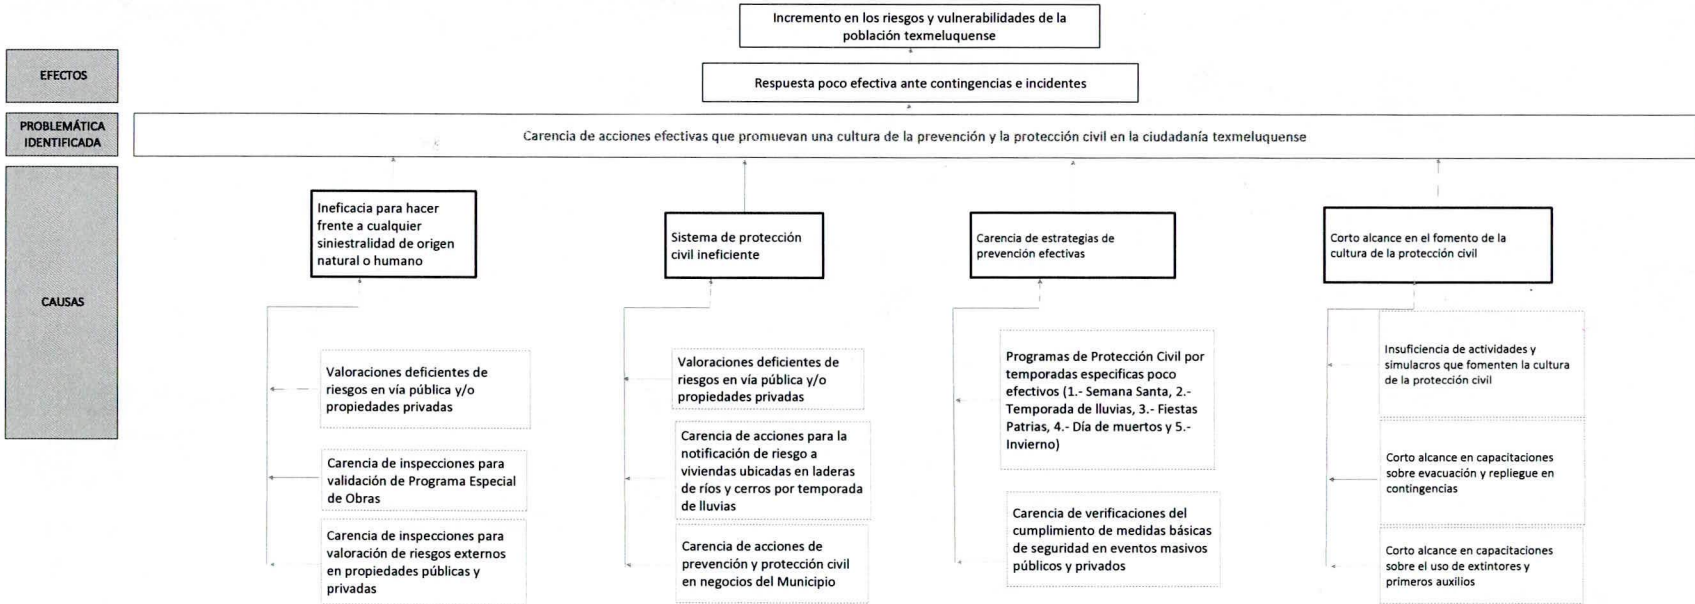 Incremento en los riesgos y vulnerabilidades de la
población texmeluquense
EFECTOS
Respuesta poco efectiva ante contingencias e incidentes
PROBLEMÁTICA
IDENTIFICADA
Carencia de acciones efectivas que promuevan una cultura de la prevención y la protección civil en la ciudadanía texmeluquense
CAUSAS
Ineficacia para hacer
frente a cualquier
siniestralidad de origen
natural o humano
Valoraciones deficientes de
riesgos en vía pública y/o
propiedades privadas
Carencia de inspecciones para
validación de Programa Especial
de Obras
Carencia de inspecciones para
valoración de riesgos externos
en propiedades públicas y
privadas
Sistema de protección
civil ineficiente
Valoraciones deficientes de
riesgos en vía pública y/o
propiedades privadas
Carencia de acciones para la
notificación de riesgo a
viviendas ubicadas en laderas
de ríos y cerros por temporada
de lluvias
Carencia de acciones de
prevención y protección civil
en negocios del Municipio
Carencia de estrategias de
prevención efectivas
Programas de Protección Civil por
temporadas especificas poco
efectivos (1.- Semana Santa, 2.-
Temporada de lluvias, 3.- Fiestas
Patrias, 4.- Día de muertos y 5.-
Invierno)
Carencia de verificaciones del
cumplimiento de medidas básicas
de seguridad en eventos masivos
públicos y privados
Corto alcance en el fomento de la
cultura de la protección civil
Insuficiencia de actividades y
simulacros que fomenten la cultura
de la protección civil
Corto alcance en capacitaciones
sobre evacuación y repliegue en
contingencias
Corto alcance en capacitaciones
sobre el uso de extintores y
primeros auxilios